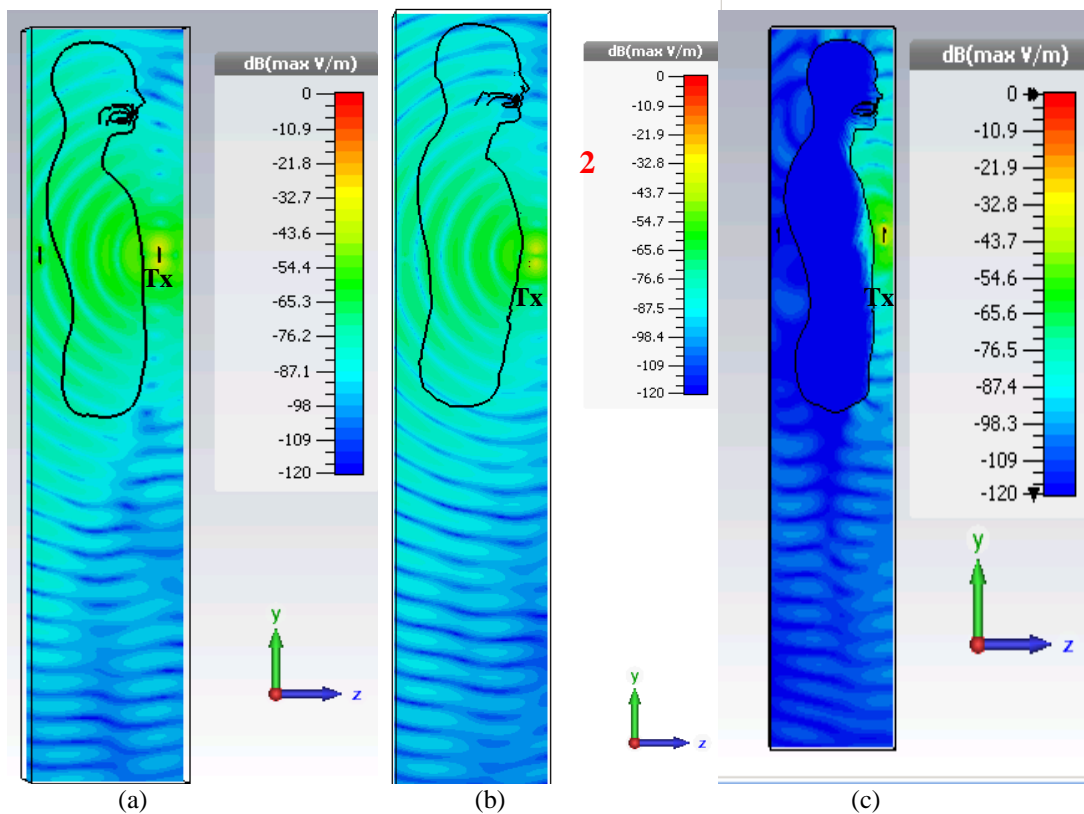 dB(max V/m)
0
-10.9
-21.8
-32.7
-43.6
-54.4
-65.3
-76.2
-87.1
-98
-109
-120
Tx
y
z
(a)
2
dB(max V/m)
0
-10.9
-21.8
-32.8
-43.7
-54.7
-65.6
-76.5
-87.5
-98.4
-109
-120
Tx
y
z
(b)
dB(max V/m)
0
-10.9
-21.8
-32.8
-43.7
-54.6
-65.6
-76.5
-87.4
-98.3
-109
-120
Tx
y
z
(c)